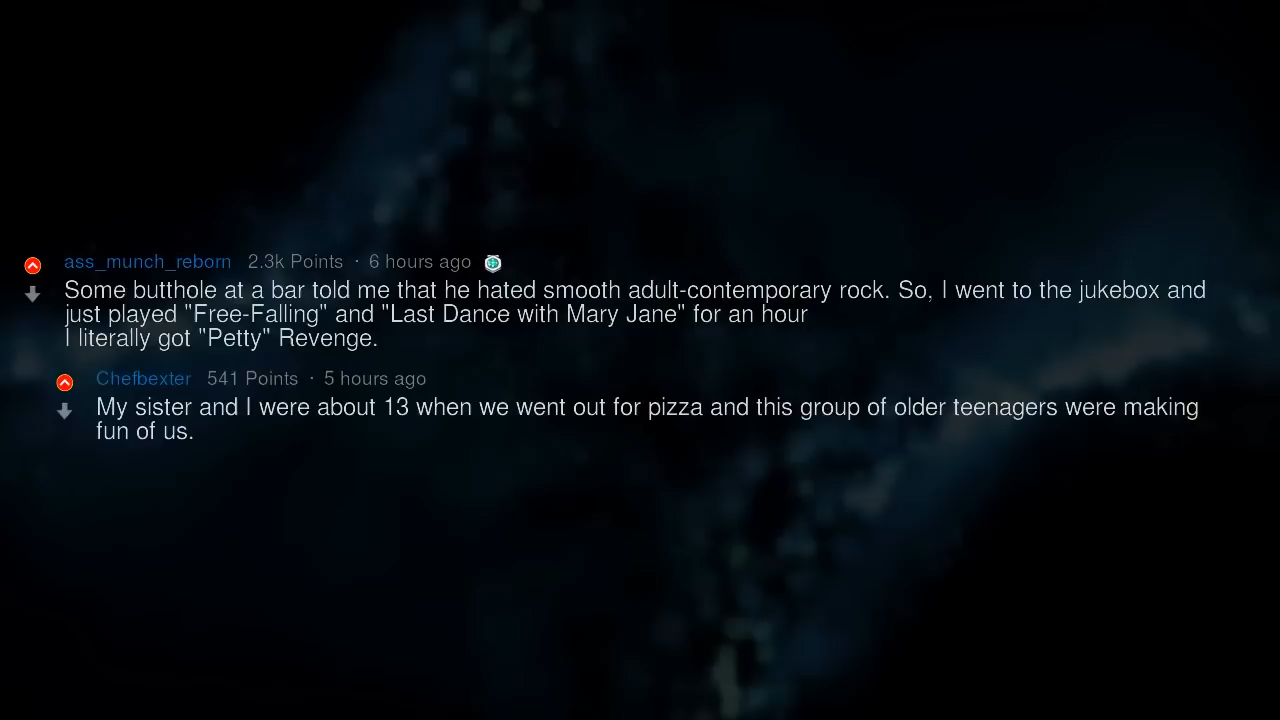 ass_munch_reborn 2.3k Points · 6 hours ago
Some butthole at a bar told me that he hated smooth adult-contemporary rock. So, I went to the jukebox and
just played "Free-Falling" and "Last Dance with Mary Jane" for an hour
I literally got "Petty" Revenge.
Chefbexter 541 Points · 5 hours ago
My sister and I were about 13 when we went out for pizza and this group of older teenagers were making
fun of us.